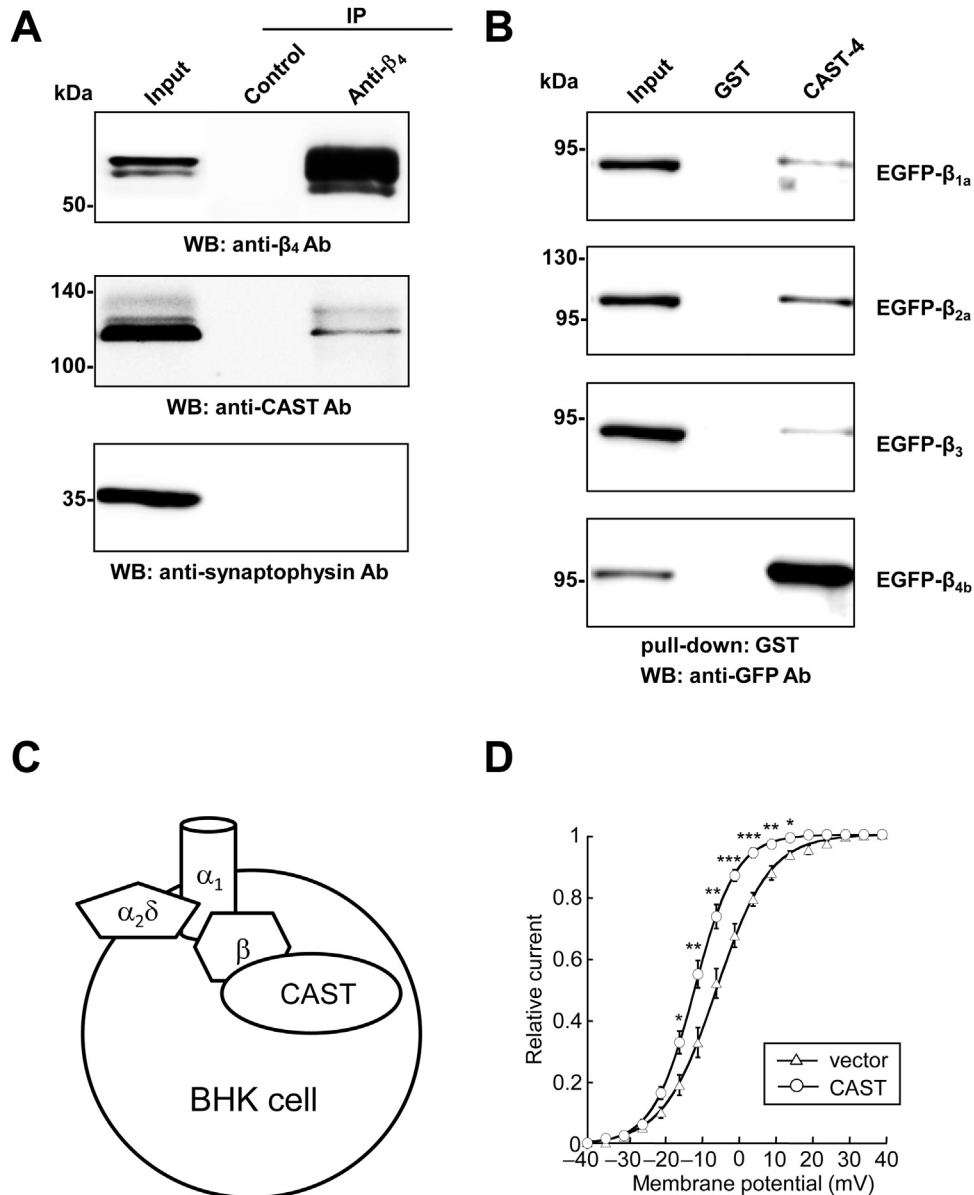 A
IP
kDa
Input
Control
Anti-β4
50-
WB: anti-β4 Ab
140-
100-
WB: anti-CAST Ab
35-
WB: anti-synaptophysin Ab
B
kDa
Input
GST
CAST-4
95-
EGFP-β1a
130-
95-
EGFP-β2a
95-
EGFP-β3
95-
EGFP-β4b
pull-down: GST
WB: anti-GFP Ab
C
α1
α2δ
β
CAST
BHK cell
D
Relative current
1
0.8
0.6
0.4
0.2
0
* ** ** *** *** ** *
vector
CAST
–40 –30 –20 –10 0 10 20 30 40
Membrane potential (mV)